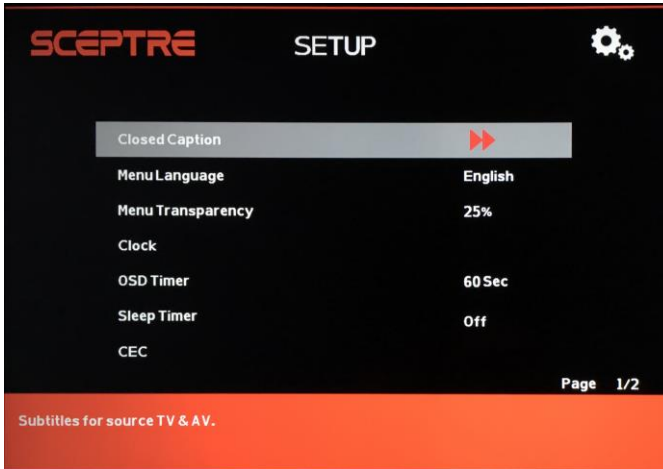 SCEPTRE SETUP
Closed Caption
Menu Language English
Menu Transparency 25%
Clock
OSD Timer 60 Sec
Sleep Timer Off
CEC
Page 1/2
Subtitles for source TV & AV.